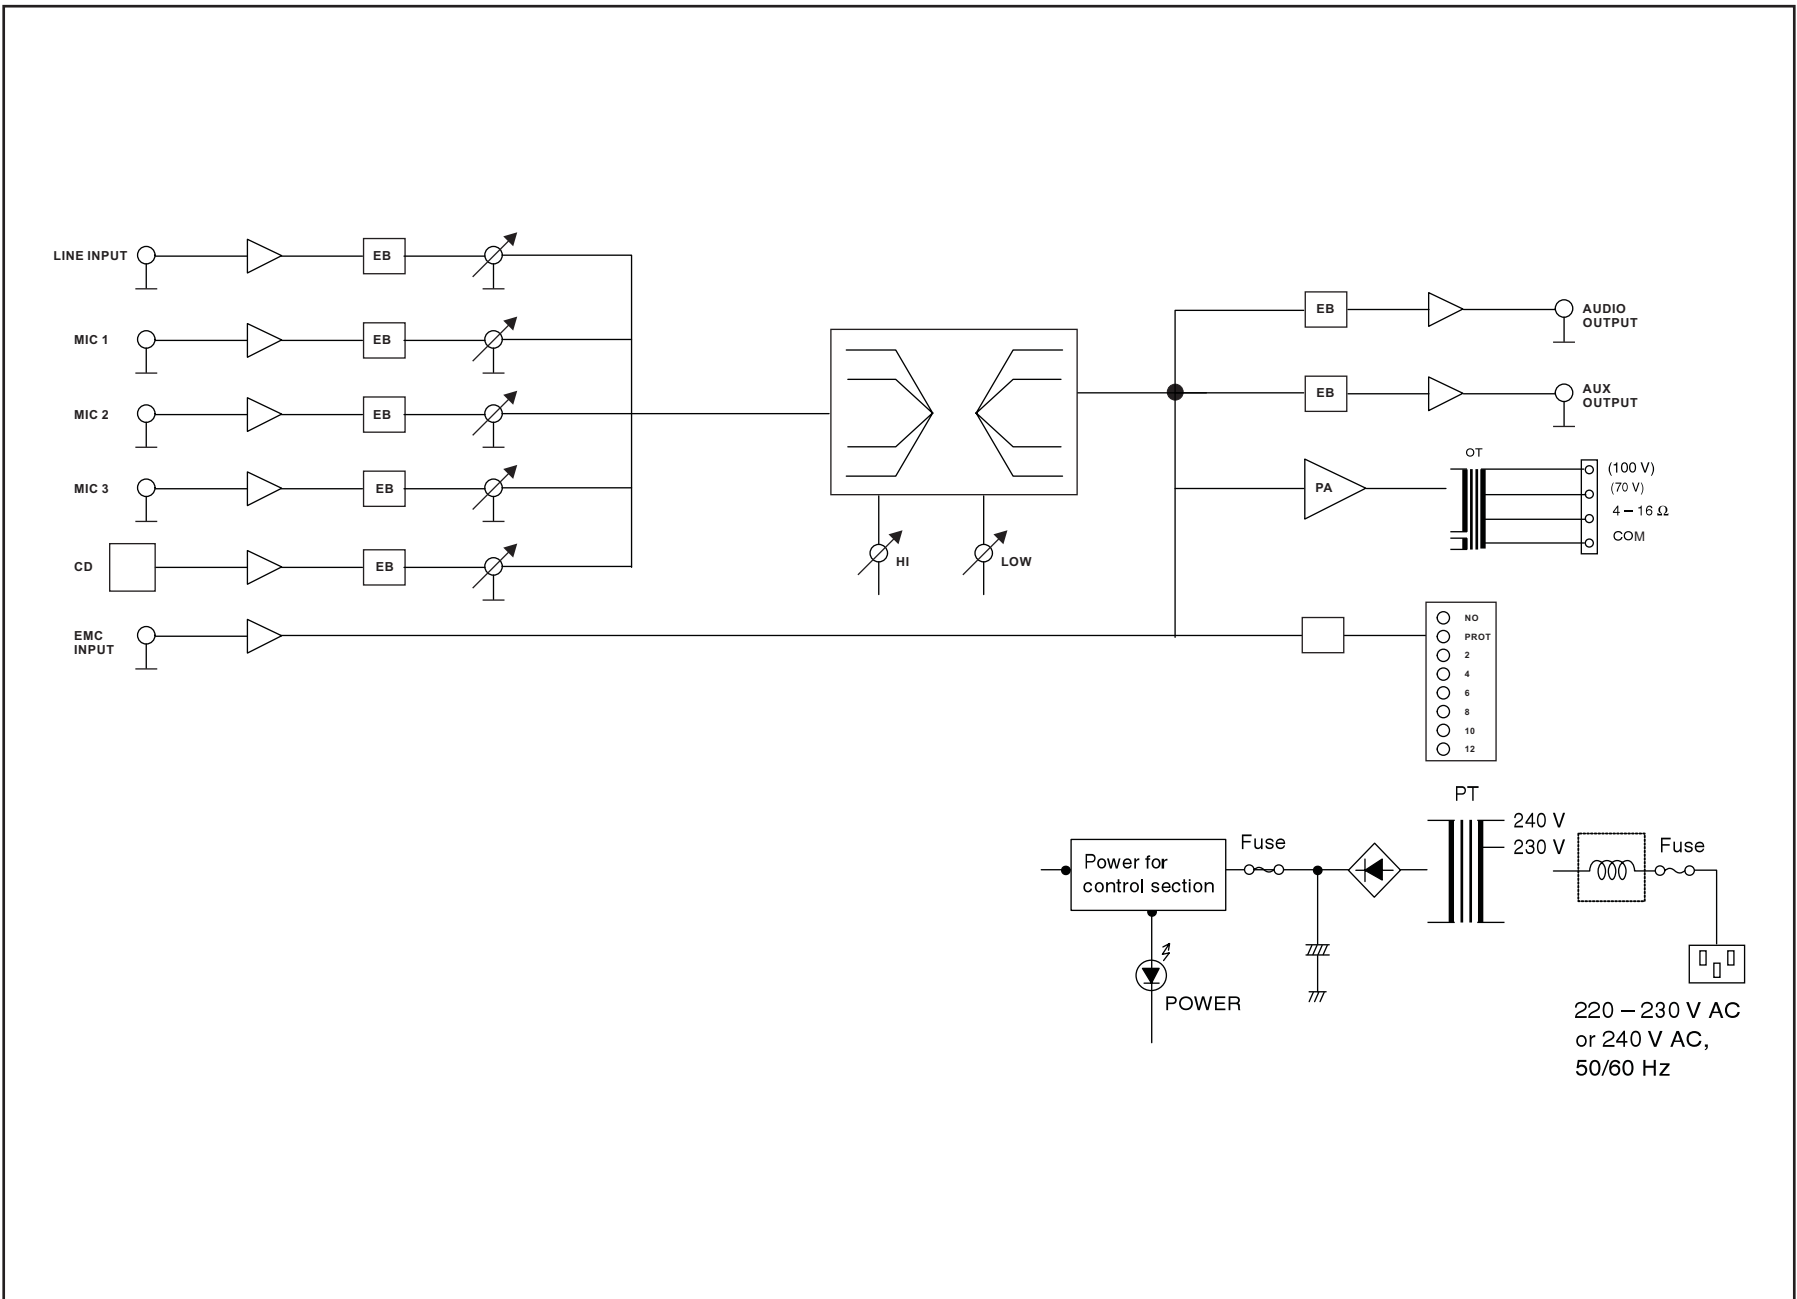 LINE INPUT
EB
MIC 1
EB
MIC 2
EB
MIC 3
EB
CD
EB
EMC
INPUT
HI
LOW
EB
AUDIO
OUTPUT
EB
AUX
OUTPUT
PA
OT
(100 V)
(70 V)
4 – 16 Ω
COM
NO
PROT
2
4
6
8
10
12
PT
240 V
230 V
Fuse
Fuse
Power for
control section
POWER
220 – 230 V AC
or 240 V AC,
50/60 Hz